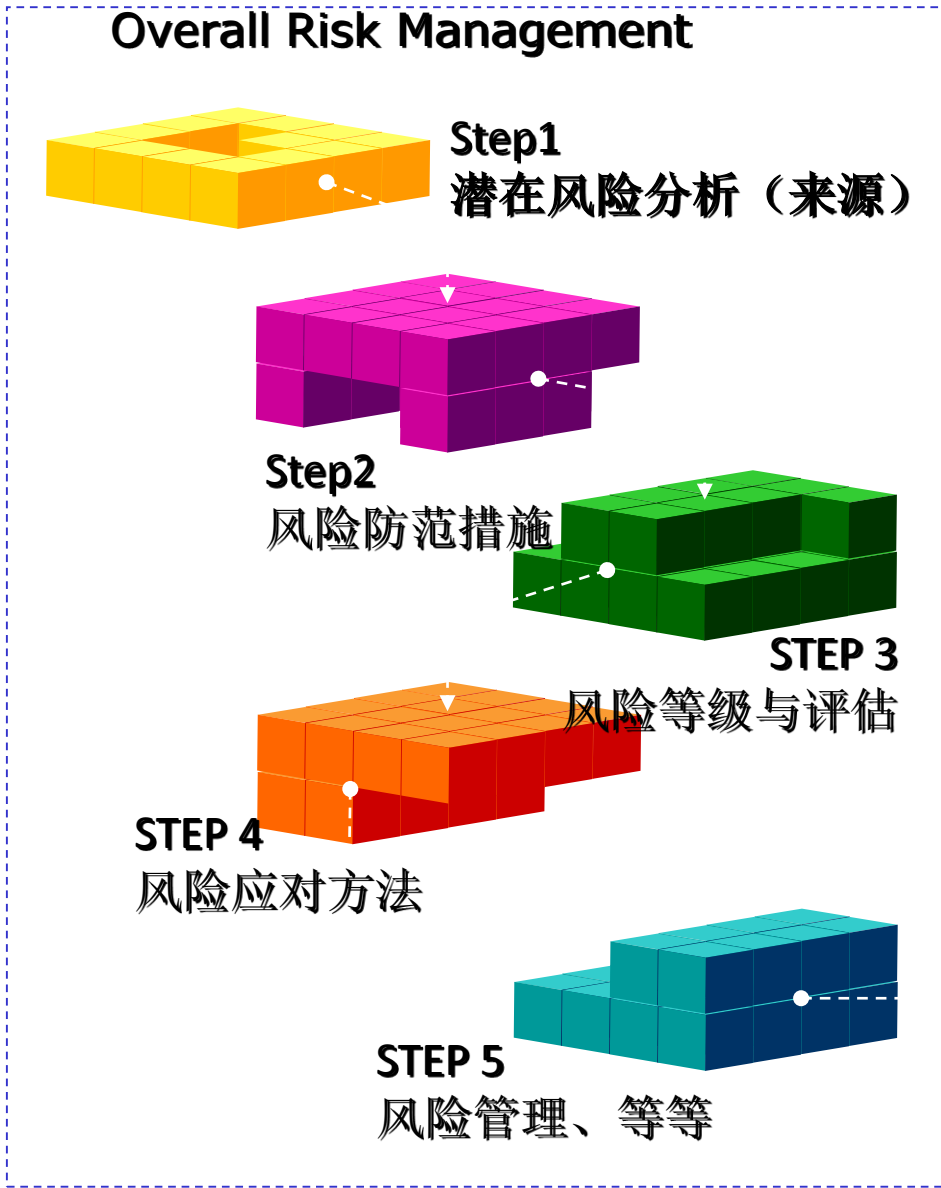 Overall Risk Management
Step1
潜在风险分析（来源）
Step2
风险防范措施
STEP 3
风险等级与评估
STEP 4
风险应对方法
STEP 5
风险管理、等等